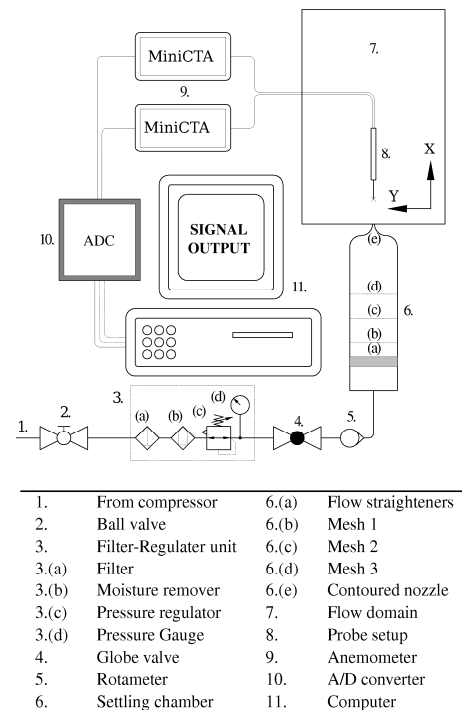 MiniCTA
7.
9.
MiniCTA
8.
X
Y
10.
ADC
SIGNAL
OUTPUT
11.
(e)
(d)
(c)
6.
(b)
(a)
3.
(d)
1.
2.
(a)
(b)
(c)
4.
5.
1. From compressor 6.(a) Flow straighteners
2. Ball valve 6.(b) Mesh 1
3. Filter-Regulater unit 6.(c) Mesh 2
3.(a) Filter 6.(d) Mesh 3
3.(b) Moisture remover 6.(e) Contoured nozzle
3.(c) Pressure regulator 7. Flow domain
3.(d) Pressure Gauge 8. Probe setup
4. Globe valve 9. Anemometer
5. Rotameter 10. A/D converter
6. Settling chamber 11. Computer